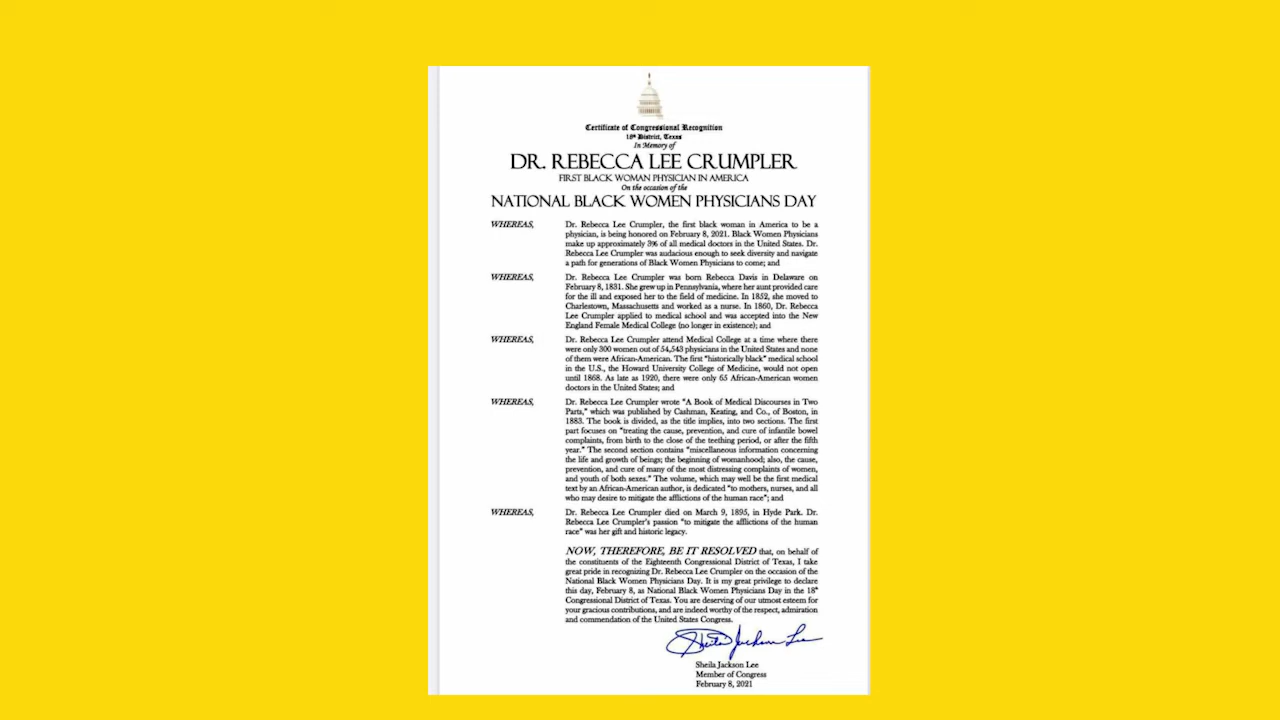 Certificate of Congressional Recognition
18th District, Texas
In Memory of
DR. REBECCA LEE CRUMPLER
FIRST BLACK WOMAN PHYSICIAN IN AMERICA
On the occasion of the
NATIONAL BLACK WOMEN PHYSICIANS DAY
WHEREAS, Dr. Rebecca Lee Crumpler, the first black woman in America to be a
physician, is being honored on February 8, 2021. Black Women Physicians
make up approximately 3% of all medical doctors in the United States. Dr.
Rebecca Lee Crumpler was audacious enough to seek diversity and navigate
a path for generations of Black Women Physicians to come; and
WHEREAS, Dr. Rebecca Lee Crumpler was born Rebecca Davis in Delaware on
February 8, 1831. She grew up in Pennsylvania, where her aunt provided care
for the ill and exposed her to the field of medicine. In 1852, she moved to
Charlestown, Massachusetts and worked as a nurse. In 1860, Dr. Rebecca
Lee Crumpler applied to medical school and was accepted into the New
England Female Medical College (no longer in existence); and
WHEREAS, Dr. Rebecca Lee Crumpler attend Medical College at a time where there
were only 300 women out of 54,543 physicians in the United States and none
of them were African-American. The first "historically black" medical school
in the U.S., the Howard University College of Medicine, would not open
until 1868. As late as 1920, there were only 65 African-American women
doctors in the United States; and
WHEREAS, Dr. Rebecca Lee Crumpler wrote "A Book of Medical Discourses in Two
Parts," which was published by Cashman, Keating, and Co., of Boston, in
1883. The book is divided, as the title implies, into two sections. The first
part focuses on "treating the cause, prevention, and cure of infantile bowel
complaints, from birth to the close of the teething period, or after the fifth
year." The second section contains "miscellaneous information concerning
the life and growth of beings; the beginning of womanhood; also, the cause,
prevention, and cure of many of the most distressing complaints of women,
and youth of both sexes." The volume, which may well be the first medical
text by an African-American author, is dedicated "to mothers, nurses, and all
who may desire to mitigate the afflictions of the human race"; and
WHEREAS, Dr. Rebecca Lee Crumpler died on March 9, 1895, in Hyde Park. Dr.
Rebecca Lee Crumpler's passion "to mitigate the afflictions of the human
race" was her gift and historic legacy.
NOW, THEREFORE, BE IT RESOLVED that, on behalf of
the constituents of the Eighteenth Congressional District of Texas, I take
great pride in recognizing Dr. Rebecca Lee Crumpler on the occasion of the
National Black Women Physicians Day. It is my great privilege to declare
this day, February 8, as National Black Women Physicians Day in the 18th
Congressional District of Texas. You are deserving of our utmost esteem for
your gracious contributions, and are indeed worthy of the respect, admiration
and commendation of the United States Congress.
Sheila Jackson Lee
Sheila Jackson Lee
Member of Congress
February 8, 2021